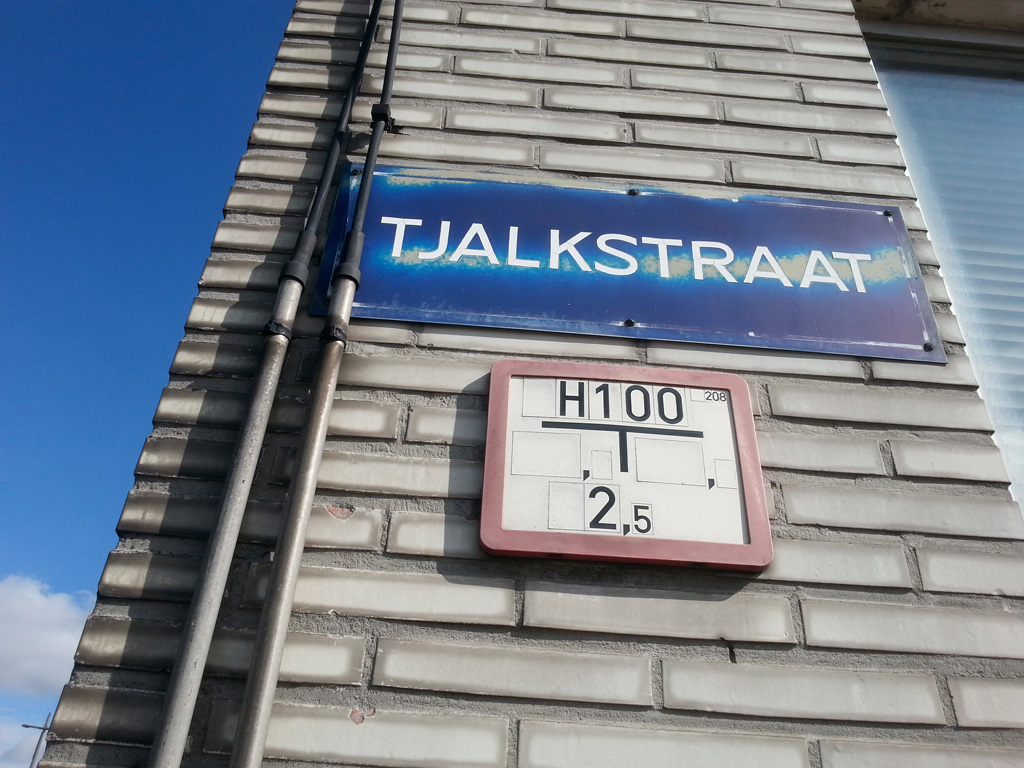 TJALKSTRAAT
H100 208
, ,
2,5